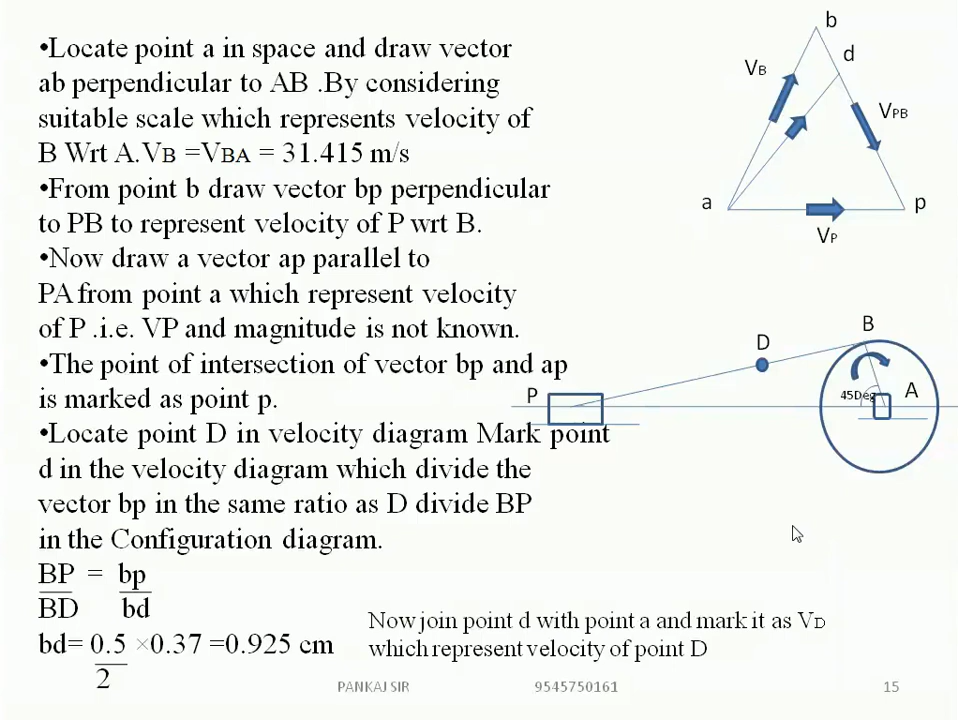 •Locate point a in space and draw vector
ab perpendicular to AB .By considering
suitable scale which represents velocity of
B Wrt A.VB =VBA = 31.415 m/s
•From point b draw vector bp perpendicular
to PB to represent velocity of P wrt B.
•Now draw a vector ap parallel to
PA from point a which represent velocity
of P .i.e. VP and magnitude is not known.
•The point of intersection of vector bp and ap
is marked as point p.
•Locate point D in velocity diagram Mark point
d in the velocity diagram which divide the
vector bp in the same ratio as D divide BP
in the Configuration diagram.
BP = bp
BD bd
bd= 0.5 ×0.37 =0.925 cm
2
Now join point d with point a and mark it as VD
which represent velocity of point D
b
d
VB
VPB
a
p
VP
B
D
A
P
45Deg
PANKAJ SIR 9545750161 15